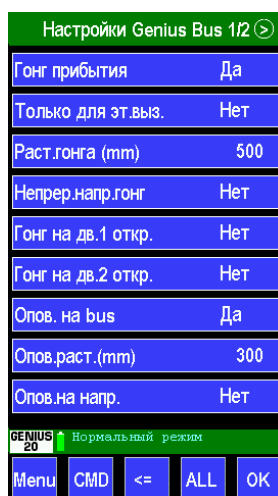 Настройки Genius Bus 1/2 >
Гонг прибытия Да
Только для эт.выз. Нет
Раст.гонга (mm) 500
Непрер.напр.гонг Нет
Гонг на дв.1 откр. Нет
Гонг на дв.2 откр. Нет
Опов. на bus Да
Опов.раст.(mm) 300
Опов.на напр. Нет
GENIUS 20 Нормальный режим
Menu CMD <= ALL OK